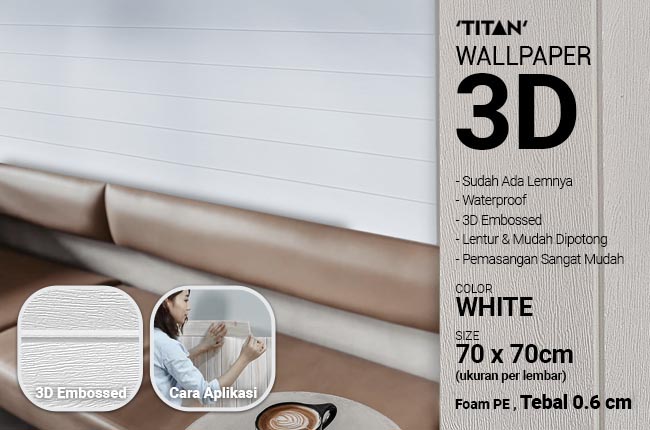 'TITAN'
WALLPAPER
3D
- Sudah Ada Lemnya
- Waterproof
- 3D Embossed
- Lentur & Mudah Dipotong
- Pemasangan Sangat Mudah
COLOR
WHITE
SIZE
70 x 70cm
(ukuran per lembar)
Foam PE , Tebal 0.6 cm
3D Embossed
Cara Aplikasi